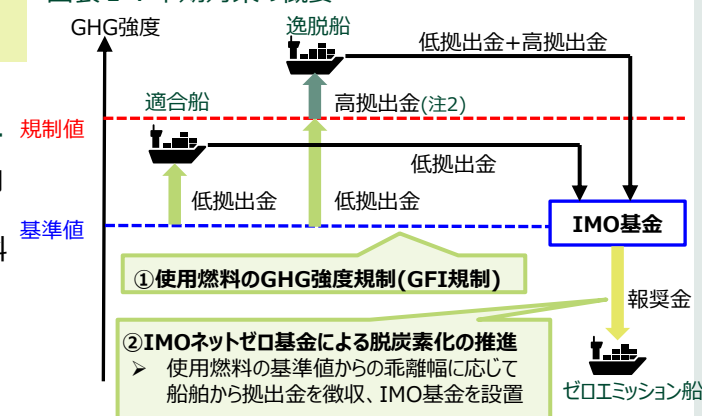 GHG強度
逸脱船
低拠出金+高拠出金
適合船
高拠出金(注2)
規制値
低拠出金
低拠出金
低拠出金
基準値
IMO基金
①使用燃料のGHG強度規制(GFI規制)
報奨金
②IMOネットゼロ基金による脱炭素化の推進
➢ 使用燃料の基準値からの乖離幅に応じて
船舶から拠出金を徴収、IMO基金を設置
ゼロエミッション船